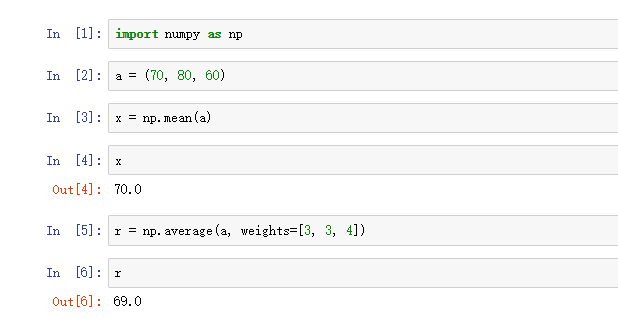 In [1]: import numpy as np
In [2]: a = (70, 80, 60)
In [3]: x = np.mean(a)
In [4]: x
Out[4]: 70.0
In [5]: r = np.average(a, weights=[3, 3, 4])
In [6]: r
Out[6]: 69.0